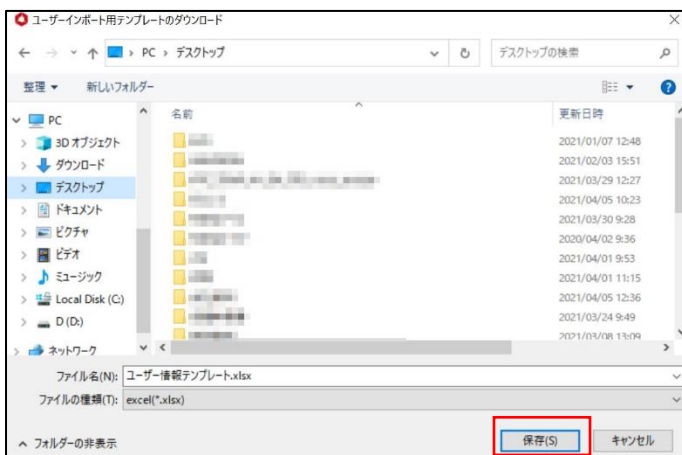 ユーザーインポート用テンプレートのダウンロード
PC › デスクトップ
デスクトップの検索
整理 新しいフォルダー
名前 更新日時
PC
3D オブジェクト
ダウンロード
デスクトップ
ドキュメント
ピクチャ
ビデオ
ミュージック
Local Disk (C:)
D (D:)
ネットワーク
2021/01/07 12:48
2021/02/03 15:51
2021/03/29 12:27
2021/04/05 10:23
2021/03/30 9:28
2020/04/02 9:36
2021/04/01 9:53
2021/04/01 11:15
2021/04/05 12:36
2021/03/24 9:49
2021/03/08 13:09
ファイル名(N): ユーザー情報テンプレート.xlsx
ファイルの種類(T): excel(*.xlsx)
フォルダーの非表示
保存(S) キャンセル